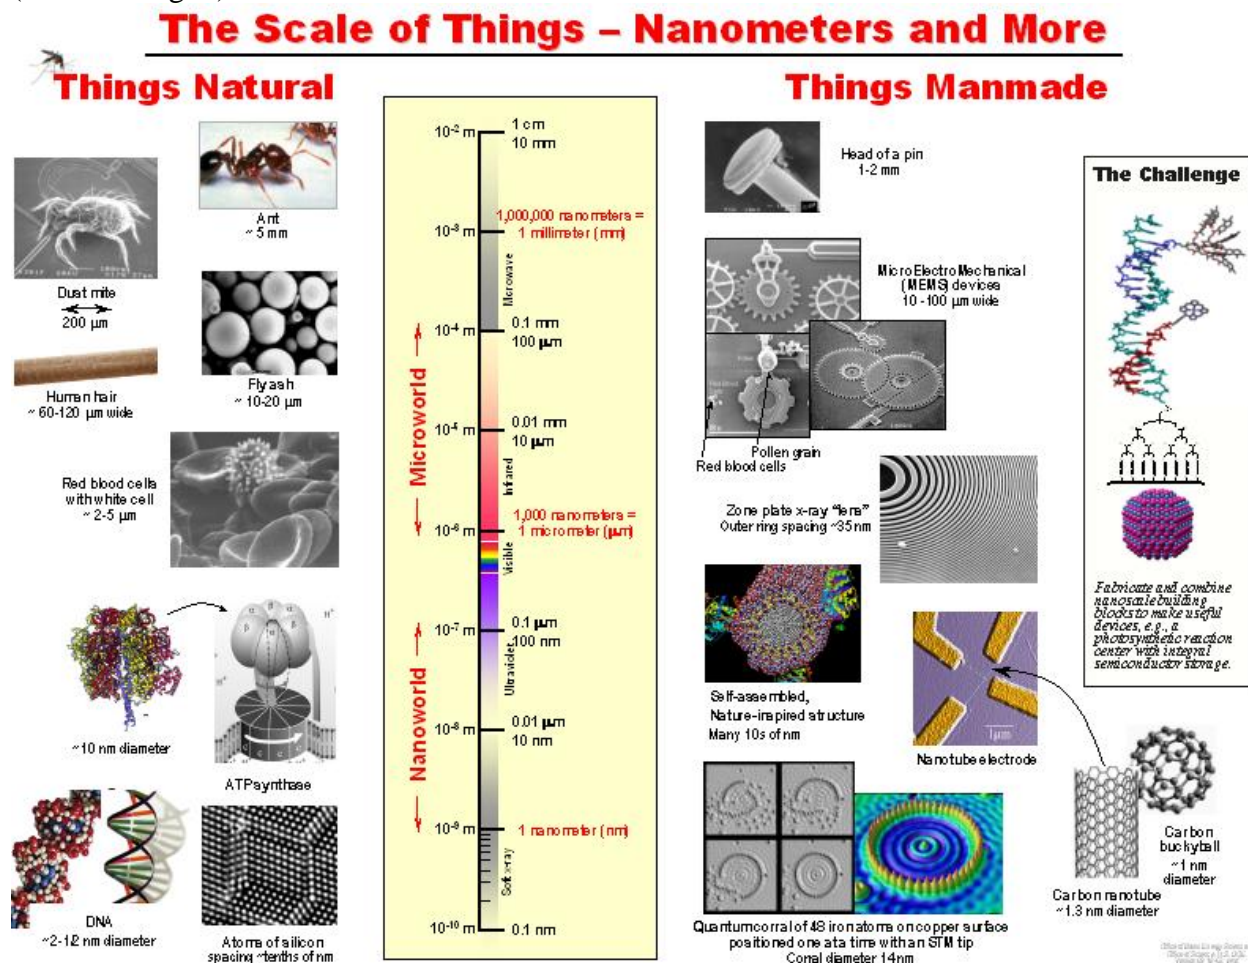 The Scale of Things – Nanometers and More
Things Natural
Things Manmade
Ant
~ 5 mm
Dust mite
200 µm
Fly ash
~ 10-20 µm
Human hair
~ 60-120 µm wide
Red blood cells
with white cell
~ 2-5 µm
~10 nm diameter
ATP synthase
DNA
~2-1/2 nm diameter
Atoms of silicon
spacing ~tenths of nm
10-2 m
1 cm
10 mm
1,000,000 nanometers =
10-3 m
1 millimeter (mm)
Microwave
10-4 m
0.1 mm
100 µm
Microworld
0.01 mm
10 µm
Infrared
1,000 nanometers =
10-6 m
1 micrometer (µm)
Visible
10-7 m
0.1 µm
100 nm
Ultraviolet
Nanoworld
10-8 m
0.01 µm
10 nm
10-9 m
1 nanometer (nm)
Soft x-ray
10-10 m
0.1 nm
Head of a pin
1-2 mm
MicroElectroMechanical
(MEMS) devices
10 -100 µm wide
Pollen grain
Red blood cells
Zone plate x-ray "lens"
Outer ring spacing ~35 nm
Self-assembled,
Nature-inspired structure
Many 10s of nm
1µm
Nanotube electrode
Carbon
buckyball
~1 nm
diameter
Carbon nanotube
~1.3 nm diameter
Quantum corral of 48 iron atoms on copper surface
positioned one at a time with an STM tip
Corral diameter 14 nm
The Challenge
Fabricate and combine
nanoscale building
blocks to make useful
devices, e.g., a
photosynthetic reaction
center with integral
semiconductor storage.